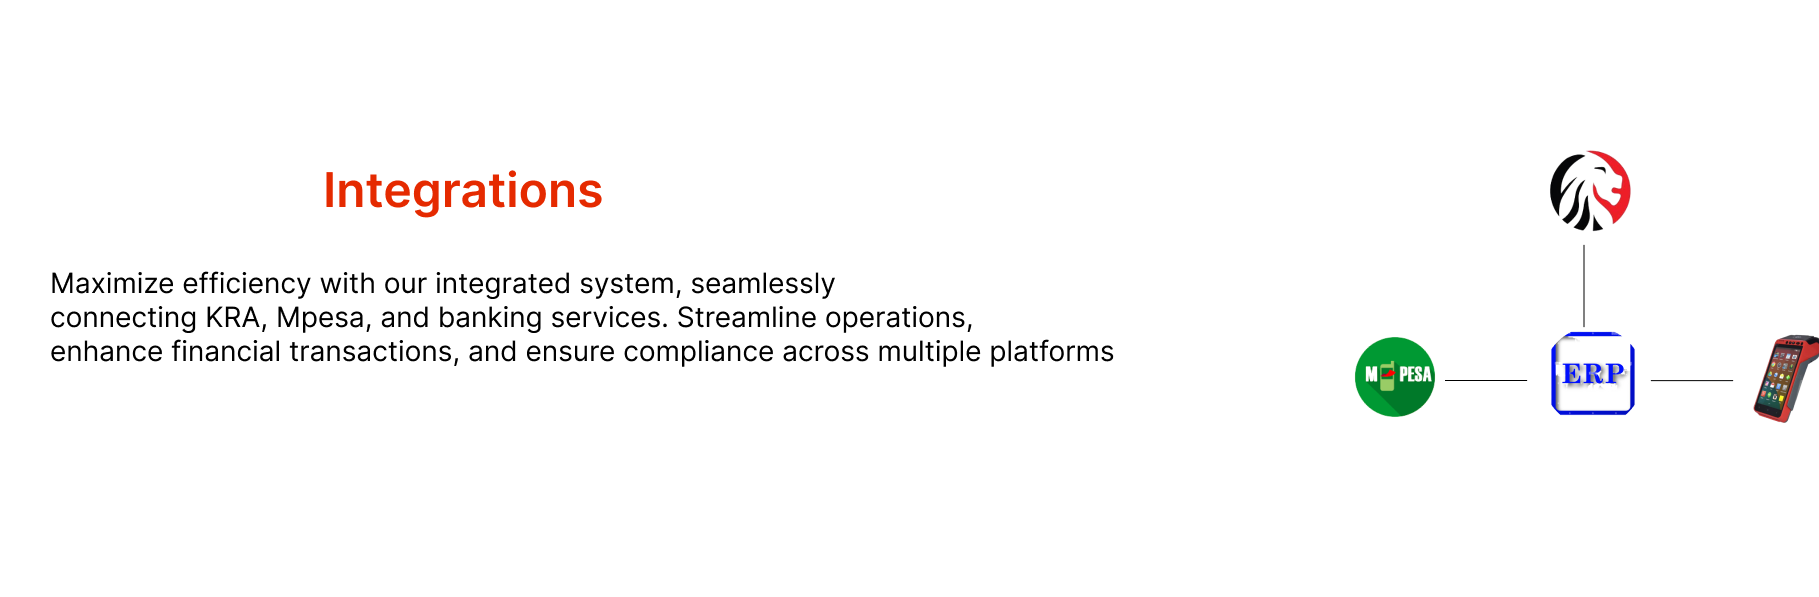 Integrations
Maximize efficiency with our integrated system, seamlessly
connecting KRA, Mpesa, and banking services. Streamline operations,
enhance financial transactions, and ensure compliance across multiple platforms
M PESA
ERP